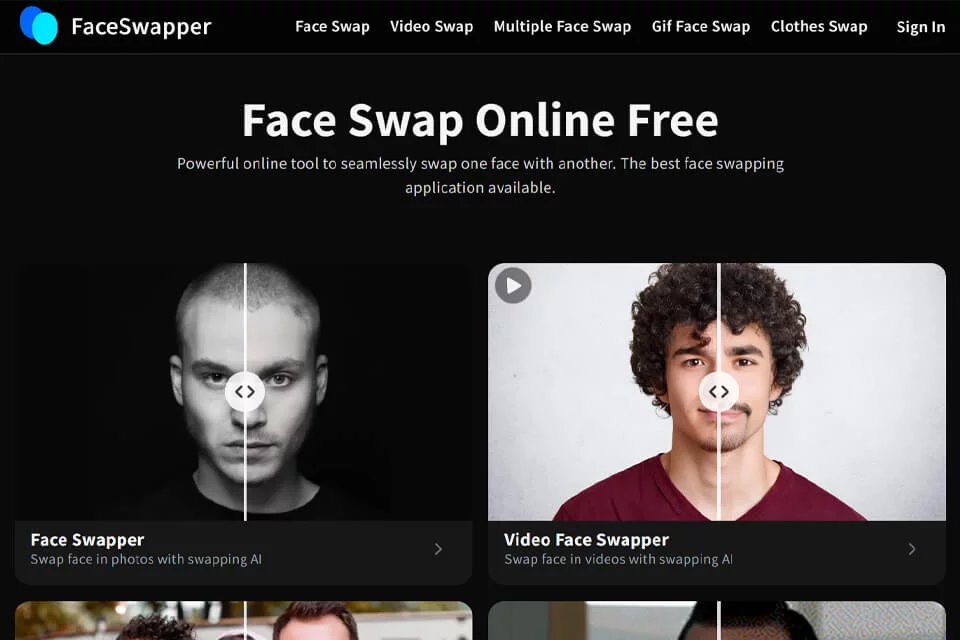 FaceSwapper
Face Swap Video Swap Multiple Face Swap Gif Face Swap Clothes Swap Sign In
Face Swap Online Free
Powerful online tool to seamlessly swap one face with another. The best face swapping
application available.
Face Swapper
Swap face in photos with swapping AI
Video Face Swapper
Swap face in videos with swapping AI